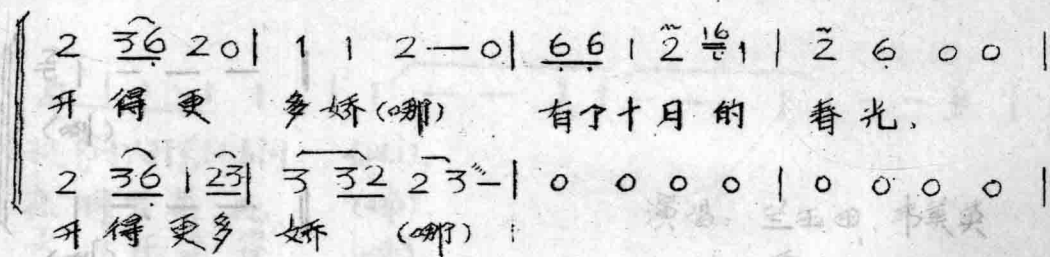 2 36 2 0 | 1 1 2 — 0 | 6 6 1 2 16 1 | 2 6 0 0 |
开 得 更 多 娇 (哪) 有了十月的 春光,
2 36 1 23 | 3 32 2 3 — | 0 0 0 0 | 0 0 0 0 |
开 得 更多 娇 (哪)